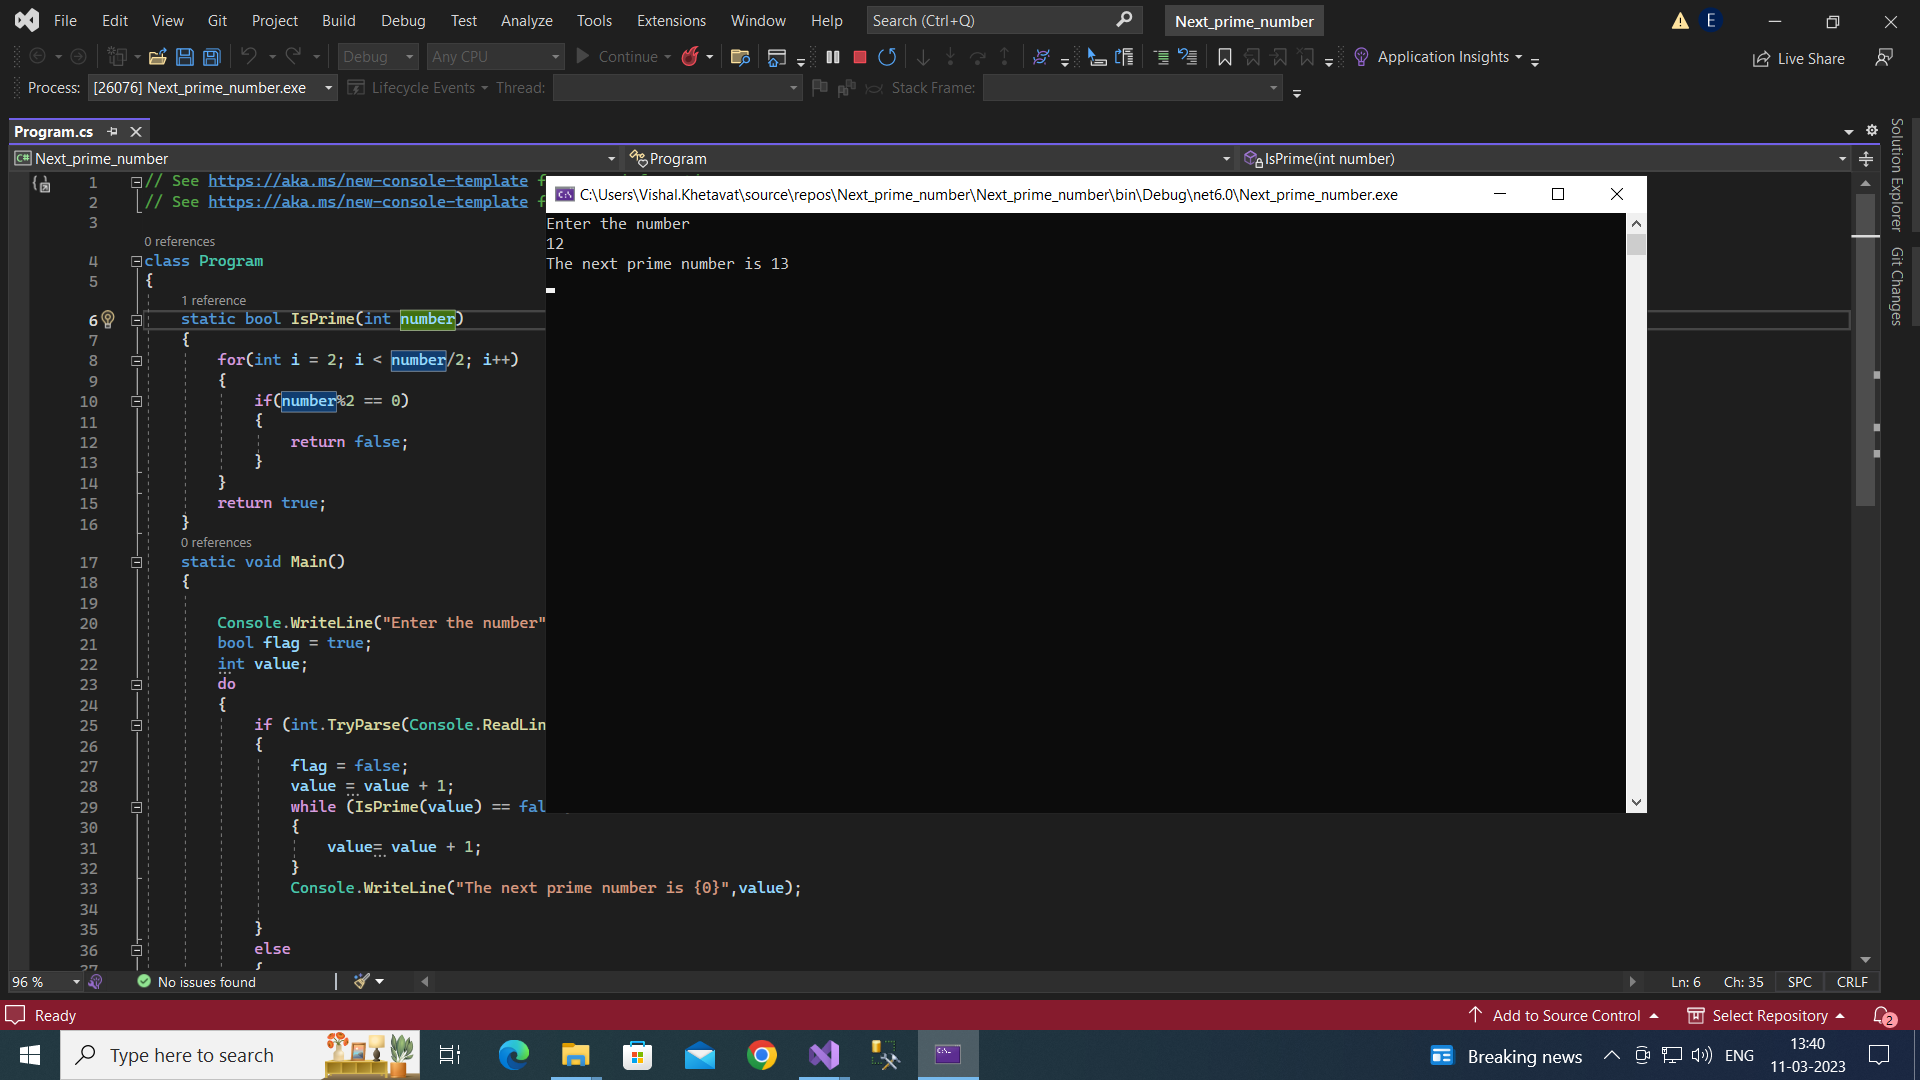 File Edit View Git Project Build Debug Test Analyze Tools Extensions Window Help Search (Ctrl+Q) Next_prime_number E
Debug Any CPU Continue Application Insights Live Share
Process: [26076] Next_prime_number.exe Lifecycle Events Thread: Stack Frame:
Program.cs
C# Next_prime_number Program IsPrime(int number)
Solution Explorer
Git Changes
1 // See https://aka.ms/new-console-template f
2 // See https://aka.ms/new-console-template f
3
0 references
4 class Program
5 {
1 reference
6 static bool IsPrime(int number)
7 {
8 for(int i = 2; i < number/2; i++)
9 {
10 if(number%2 == 0)
11 {
12 return false;
13 }
14 }
15 return true;
16 }
0 references
17 static void Main()
18 {
19
20 Console.WriteLine("Enter the number"
21 bool flag = true;
22 int value;
23 do
24 {
25 if (int.TryParse(Console.ReadLin
26 {
27 flag = false;
28 value = value + 1;
29 while (IsPrime(value) == fal
30 {
31 value= value + 1;
32 }
33 Console.WriteLine("The next prime number is {0}",value);
34
35 }
36 else
37 {
C:\Users\Vishal.Khetavat\source\repos\Next_prime_number\Next_prime_number\bin\Debug\net6.0\Next_prime_number.exe
Enter the number
12
The next prime number is 13
96 % No issues found Ln: 6 Ch: 35 SPC CRLF
Ready Add to Source Control Select Repository 2
Type here to search Breaking news ENG 13:40
11-03-2023